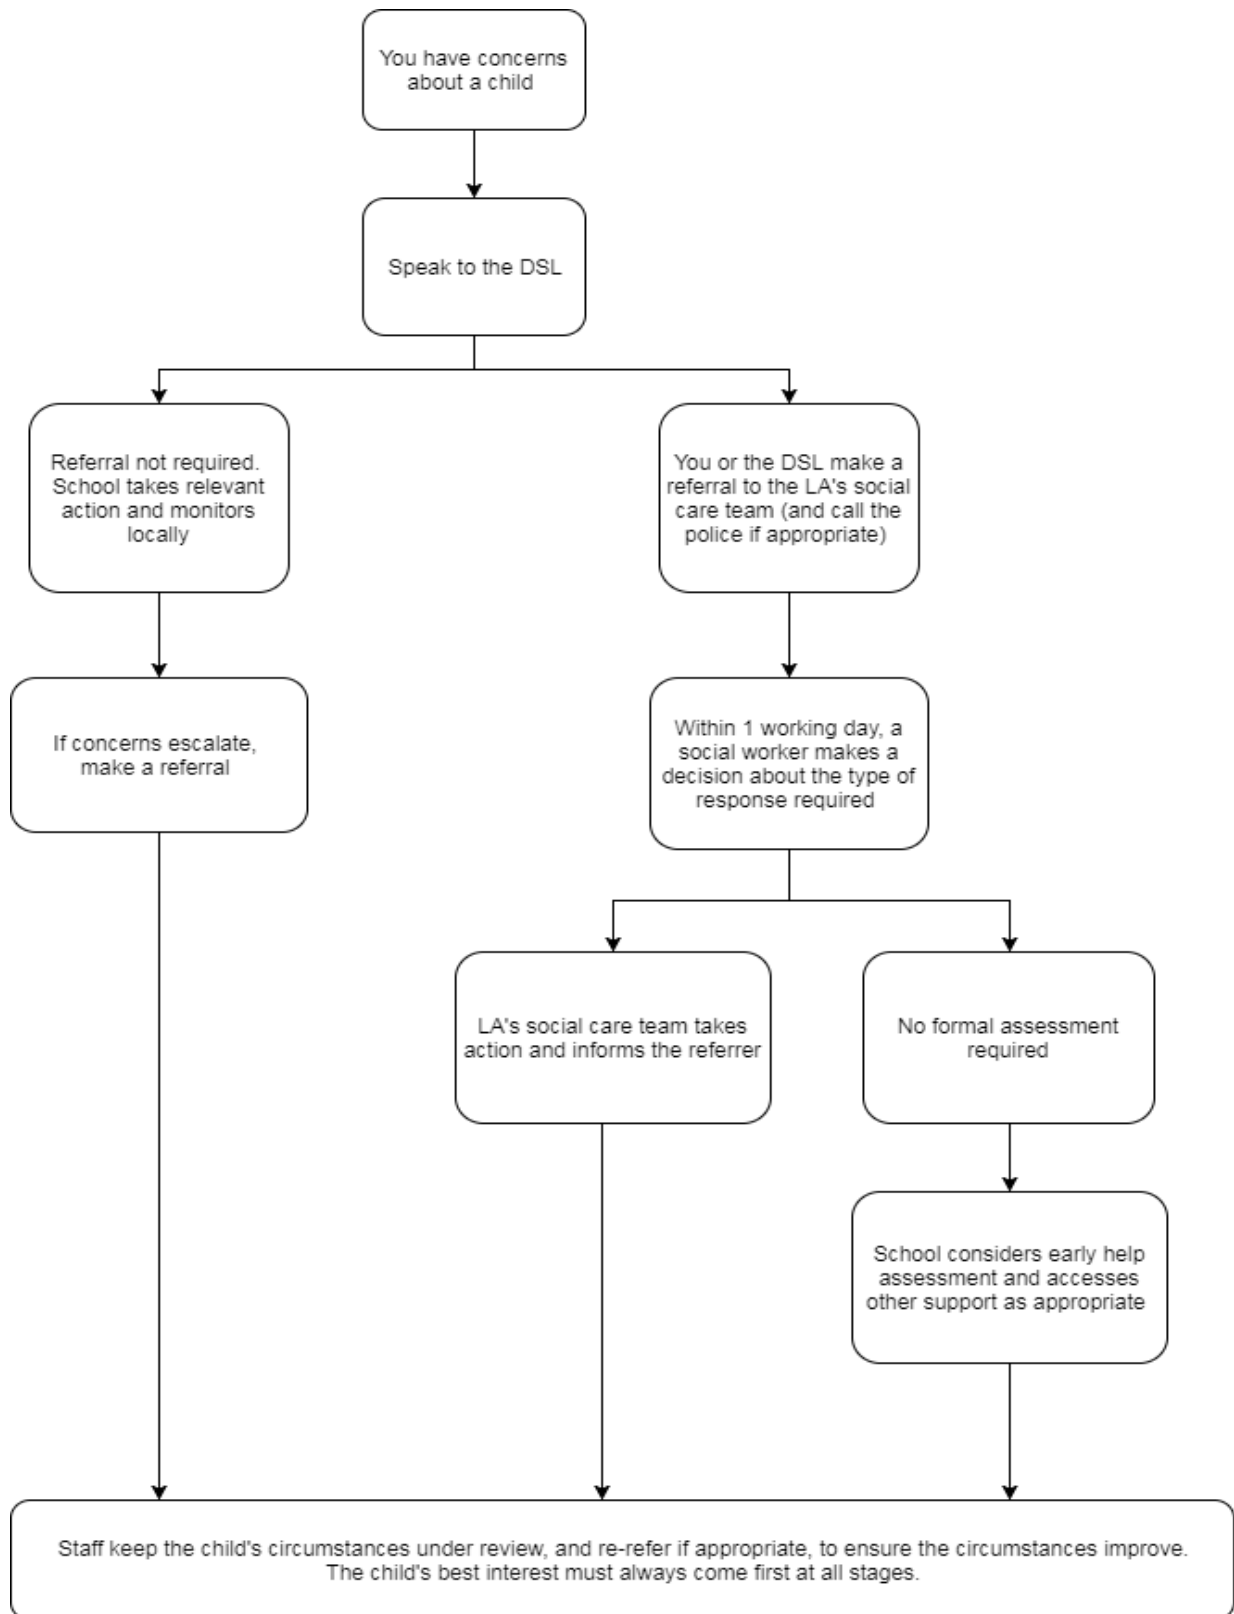 You have concerns
about a child
Speak to the DSL
Referral not required.
School takes relevant
action and monitors
locally
You or the DSL make a
referral to the LA's social
care team (and call the
police if appropriate)
If concerns escalate,
make a referral
Within 1 working day, a
social worker makes a
decision about the type of
response required
LA's social care team takes
action and informs the referrer
No formal assessment
required
School considers early help
assessment and accesses
other support as appropriate
Staff keep the child's circumstances under review, and re-refer if appropriate, to ensure the circumstances improve.
The child's best interest must always come first at all stages.